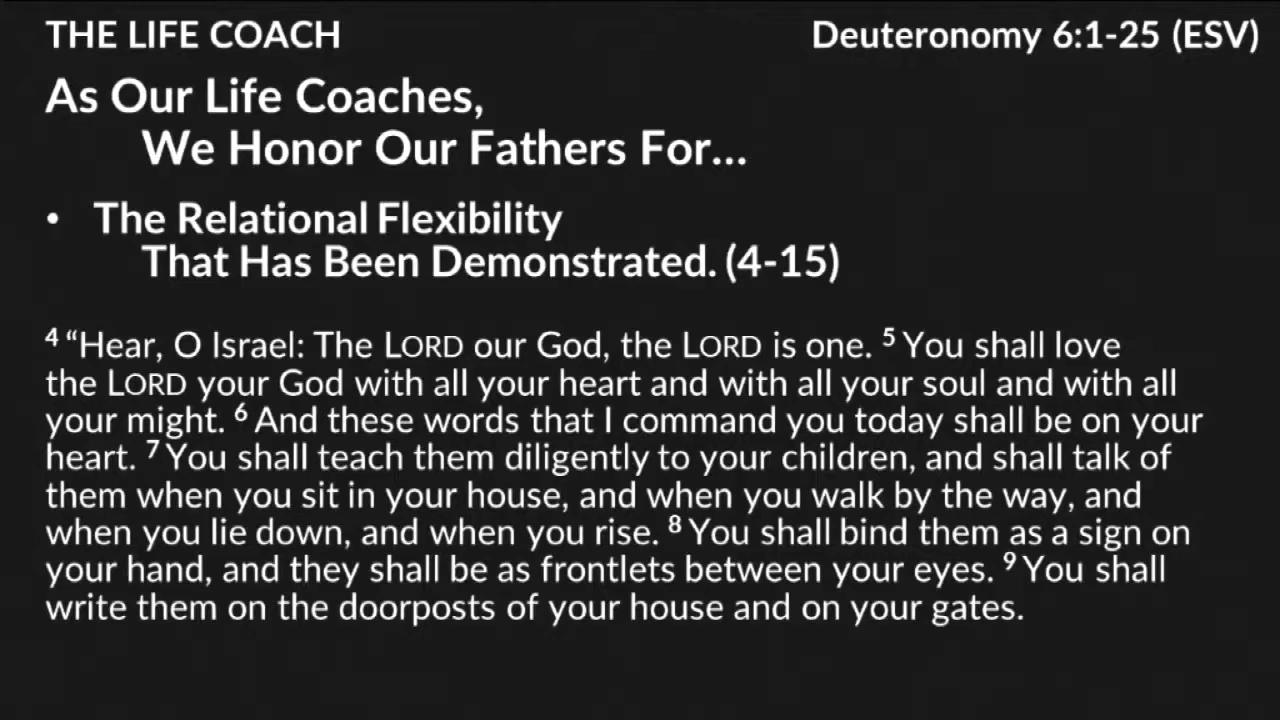 THE LIFE COACH
Deuteronomy 6:1-25 (ESV)
As Our Life Coaches,
We Honor Our Fathers For...
• The Relational Flexibility
That Has Been Demonstrated. (4-15)
4 “Hear, O Israel: The LORD our God, the LORD is one. 5 You shall love
the LORD your God with all your heart and with all your soul and with all
your might. 6 And these words that I command you today shall be on your
heart. 7 You shall teach them diligently to your children, and shall talk of
them when you sit in your house, and when you walk by the way, and
when you lie down, and when you rise. 8 You shall bind them as a sign on
your hand, and they shall be as frontlets between your eyes. 9 You shall
write them on the doorposts of your house and on your gates.